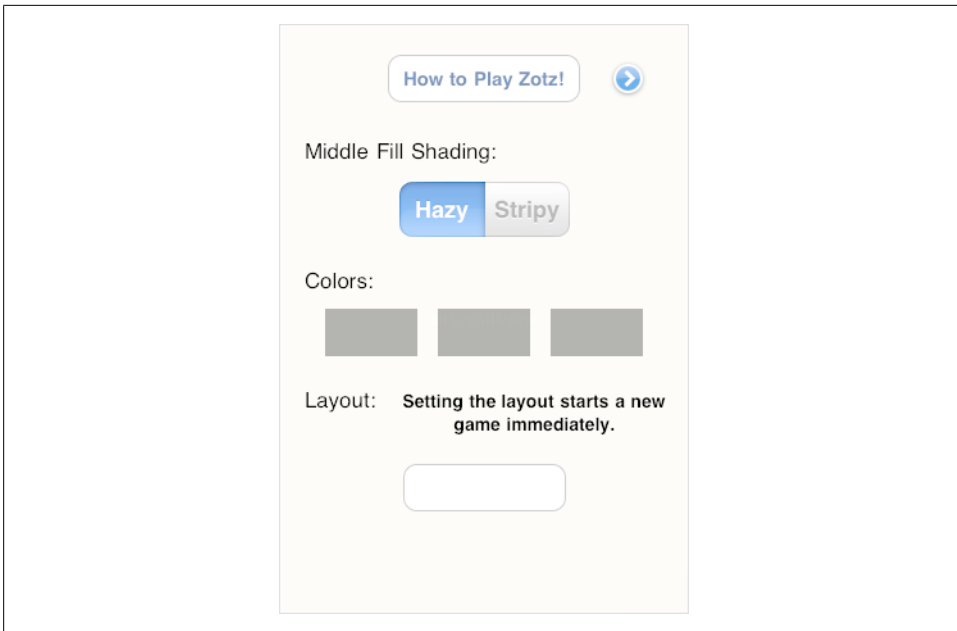 How to Play Zotz!
Middle Fill Shading:
Hazy Stripy
Colors:
Layout: Setting the layout starts a new
game immediately.